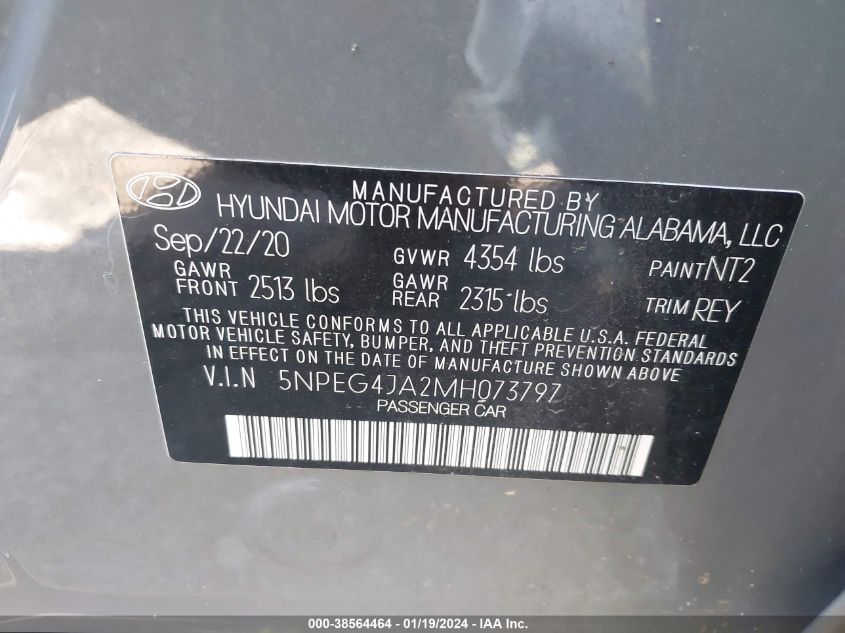 MANUFACTURED BY
HYUNDAI MOTOR MANUFACTURING ALABAMA, LLC
Sep/22/20 GVWR 4354 lbs PAINT NT2
GAWR FRONT 2513 lbs GAWR REAR 2315 lbs TRIM REY
THIS VEHICLE CONFORMS TO ALL APPLICABLE U.S.A. FEDERAL
MOTOR VEHICLE SAFETY, BUMPER, AND THEFT PREVENTION STANDARDS
IN EFFECT ON THE DATE OF MANUFACTURE SHOWN ABOVE
V.I.N 5NPEG4JA2MH073797
PASSENGER CAR
000-38564464 - 01/19/2024 - IAA Inc.